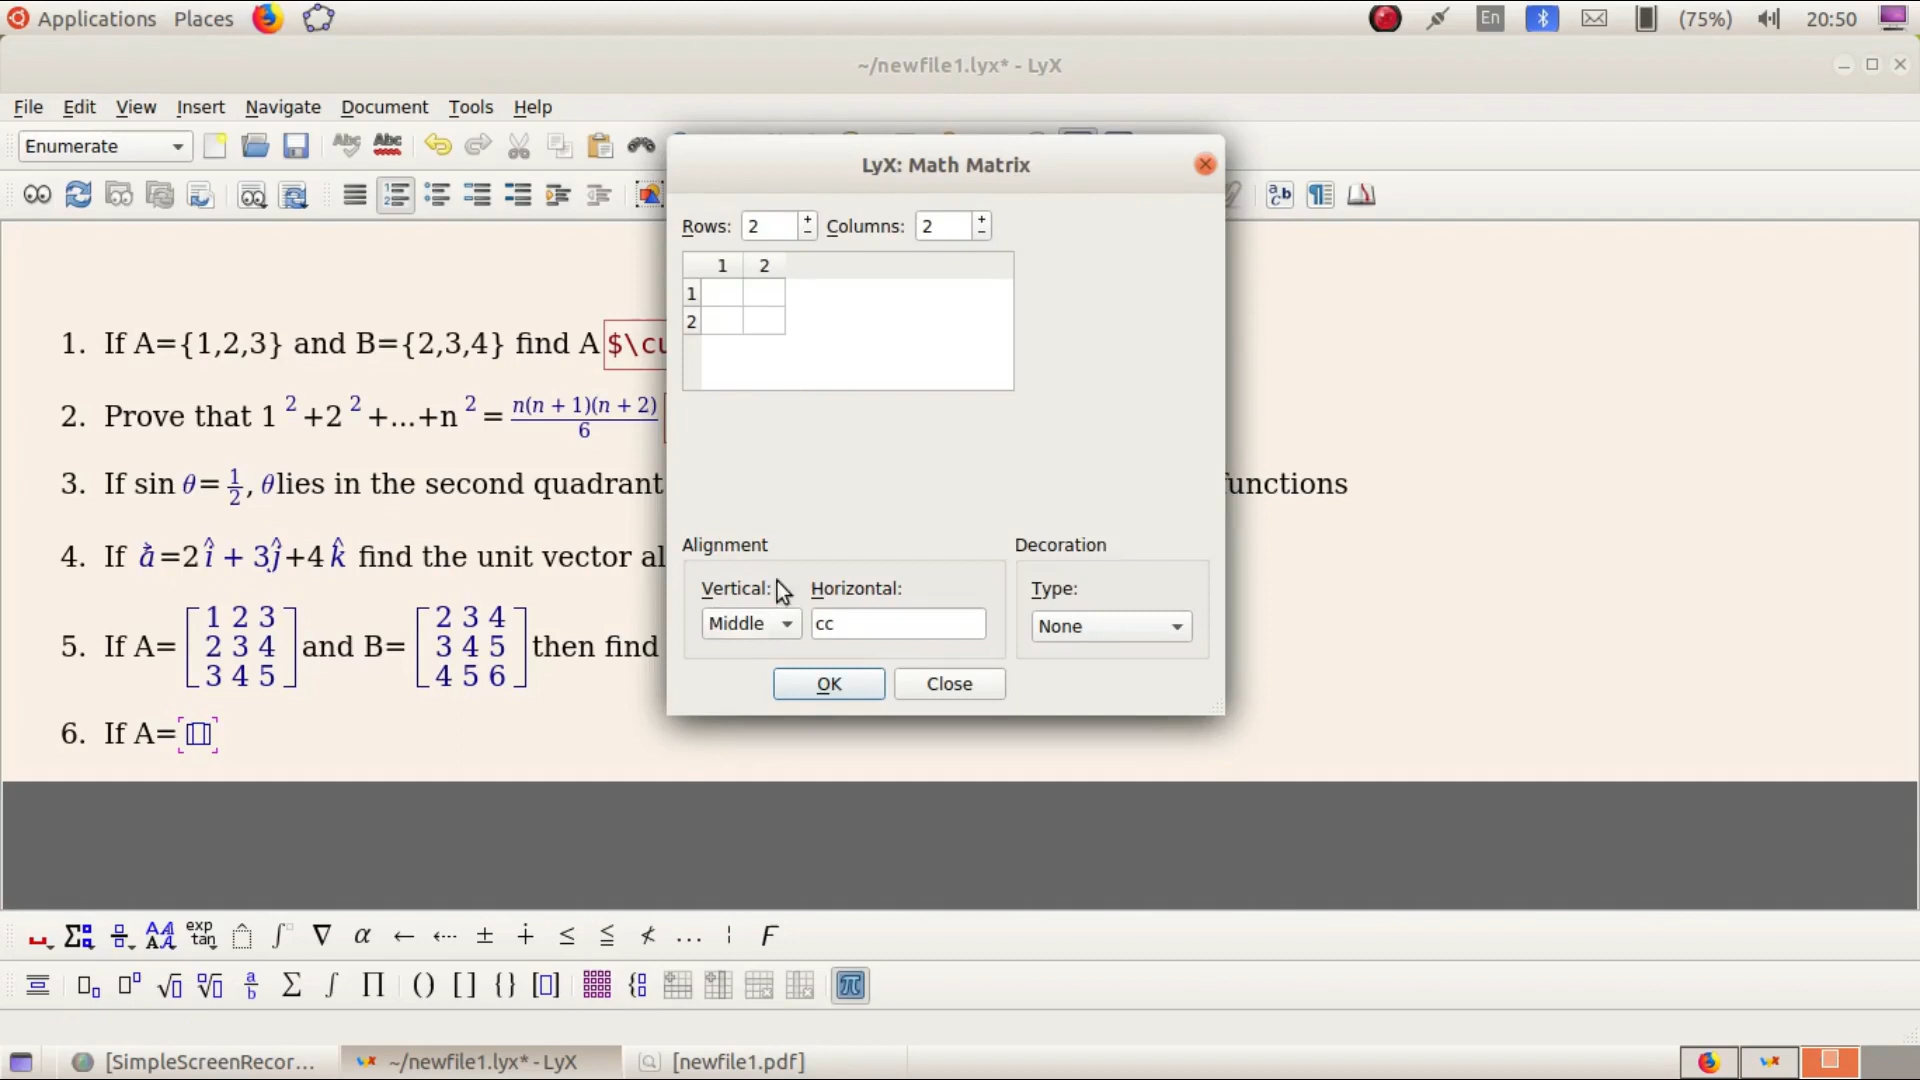 Applications Places En (75%) 20:50
~/newfile1.lyx* - LyX
File Edit View Insert Navigate Document Tools Help
Enumerate
LyX: Math Matrix
Rows: 2 Columns: 2
1 2
1
2
Alignment
Vertical: Horizontal:
Middle cc
Decoration
Type:
None
OK Close
1. If A={1,2,3} and B={2,3,4} find A $\cu
2. Prove that 1 2 +2 2 +...+n 2 = n(n + 1)(n + 2) / 6
3. If sin θ= 1/2, θlies in the second quadrant unctions
4. If a⃗ =2 î + 3ĵ+4 k̂ find the unit vector al
5. If A= [1 2 3 2 3 4 3 4 5] and B= [2 3 4 3 4 5 4 5 6] then find
6. If A=[]
exp tan ∇ α ← ± ∔ ≤ ≦ ≮ ... F
a/b Σ ∫ ∏ () [] {} π
[SimpleScreenRecor... ~/newfile1.lyx* - LyX [newfile1.pdf]